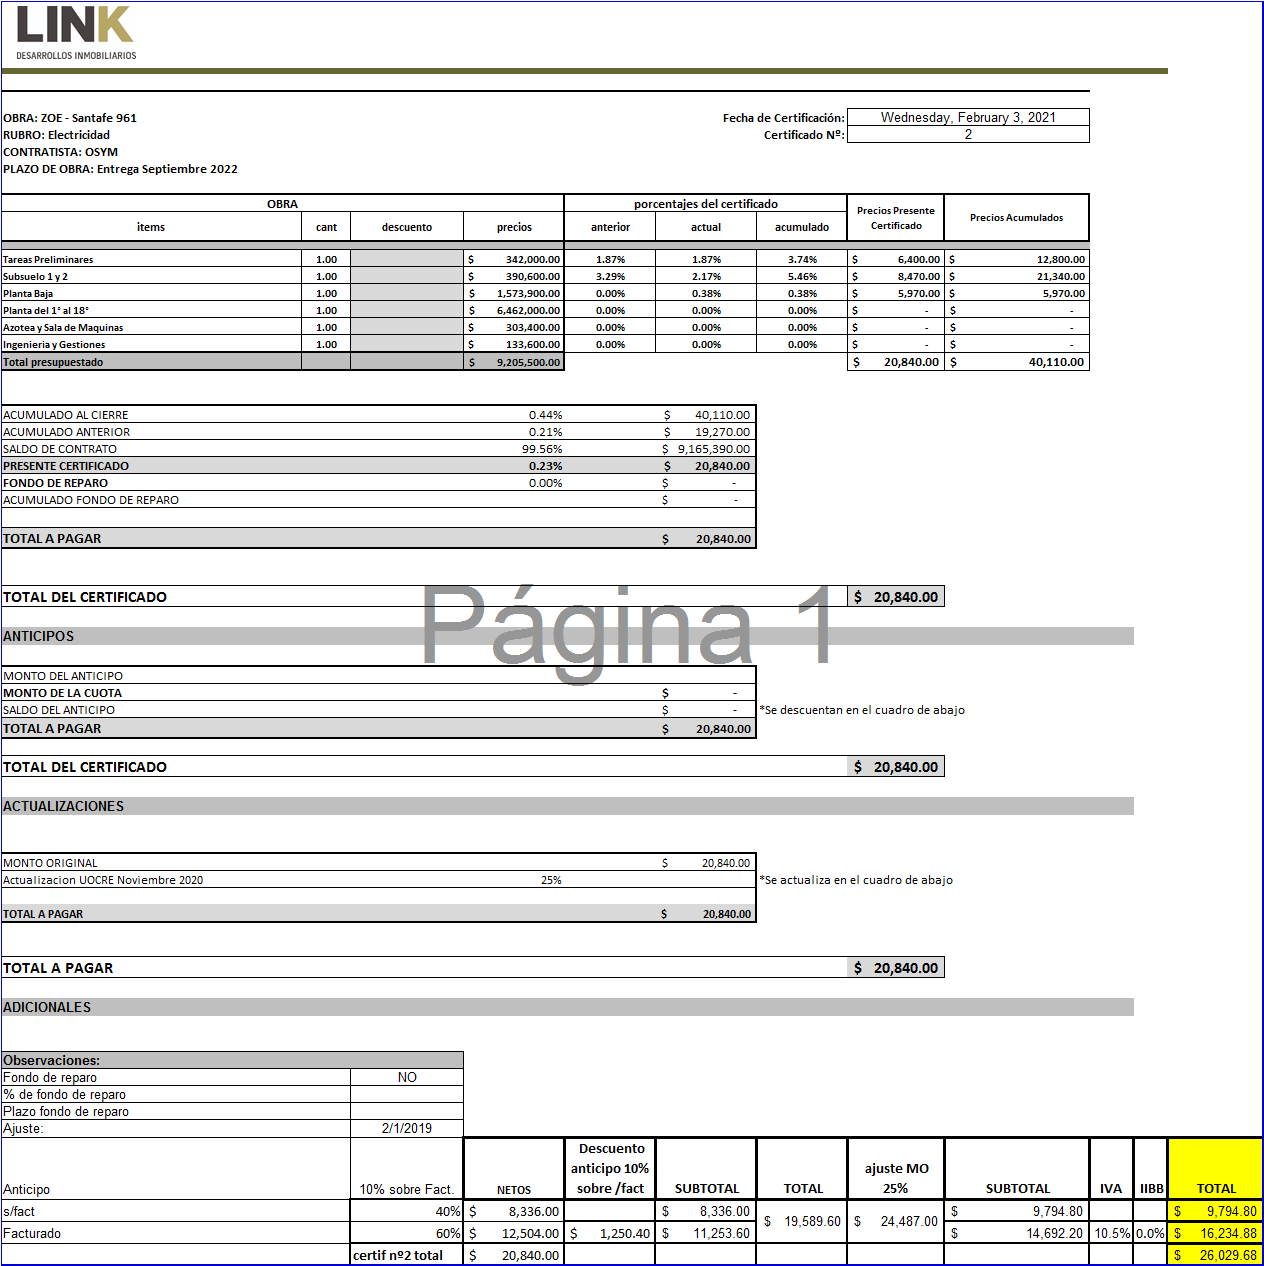 LINK
DESARROLLOS INMOBILIARIOS
OBRA: ZOE - Santafe 961
Fecha de Certificación: Wednesday, February 3, 2021
RUBRO: Electricidad
Certificado Nº: 2
CONTRATISTA: OSYM
PLAZO DE OBRA: Entrega Septiembre 2022
OBRA porcentajes del certificado Precios Presente Certificado Precios Acumulados
items cant descuento precios anterior actual acumulado
Tareas Preliminares 1.00 $ 342,000.00 1.87% 1.87% 3.74% $ 6,400.00 $ 12,800.00
Subsuelo 1 y 2 1.00 $ 390,600.00 3.29% 2.17% 5.46% $ 8,470.00 $ 21,340.00
Planta Baja 1.00 $ 1,573,900.00 0.00% 0.38% 0.38% $ 5,970.00 $ 5,970.00
Planta del 1° al 18° 1.00 $ 6,462,000.00 0.00% 0.00% 0.00% $ - $ -
Azotea y Sala de Maquinas 1.00 $ 303,400.00 0.00% 0.00% 0.00% $ - $ -
Ingenieria y Gestiones 1.00 $ 133,600.00 0.00% 0.00% 0.00% $ - $ -
Total presupuestado $ 9,205,500.00 $ 20,840.00 $ 40,110.00
ACUMULADO AL CIERRE 0.44% $ 40,110.00
ACUMULADO ANTERIOR 0.21% $ 19,270.00
SALDO DE CONTRATO 99.56% $ 9,165,390.00
PRESENTE CERTIFICADO 0.23% $ 20,840.00
FONDO DE REPARO 0.00% $ -
ACUMULADO FONDO DE REPARO $ -
TOTAL A PAGAR $ 20,840.00
TOTAL DEL CERTIFICADO $ 20,840.00
Página 1
ANTICIPOS
MONTO DEL ANTICIPO
MONTO DE LA CUOTA $ -
SALDO DEL ANTICIPO $ - *Se descuentan en el cuadro de abajo
TOTAL A PAGAR $ 20,840.00
TOTAL DEL CERTIFICADO $ 20,840.00
ACTUALIZACIONES
MONTO ORIGINAL $ 20,840.00
Actualizacion UOCRE Noviembre 2020 25% *Se actualiza en el cuadro de abajo
TOTAL A PAGAR $ 20,840.00
TOTAL A PAGAR $ 20,840.00
ADICIONALES
Observaciones:
Fondo de reparo NO
% de fondo de reparo
Plazo fondo de reparo
Ajuste: 2/1/2019
Anticipo 10% sobre Fact. NETOS Descuento anticipo 10% sobre /fact SUBTOTAL TOTAL ajuste MO 25% SUBTOTAL IVA IIBB TOTAL
s/fact 40% $ 8,336.00 $ 8,336.00 $ 19,589.60 $ 24,487.00 $ 9,794.80 $ 9,794.80
Facturado 60% $ 12,504.00 $ 1,250.40 $ 11,253.60 $ 14,692.20 10.5% 0.0% $ 16,234.88
certif nº2 total $ 20,840.00 $ 26,029.68